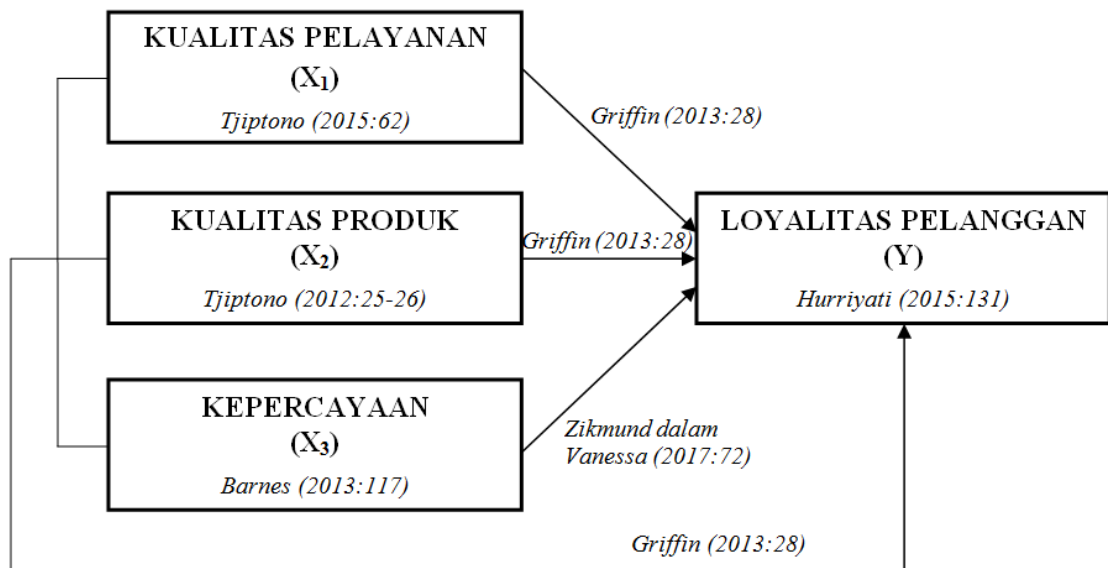 KUALITAS PELAYANAN
(X₁)
Tjiptono (2015:62)
Griffin (2013:28)
KUALITAS PRODUK
(X₂)
Tjiptono (2012:25-26)
Griffin (2013:28)
LOYALITAS PELANGGAN
(Y)
Hurriyati (2015:131)
KEPERCAYAAN
(X₃)
Barnes (2013:117)
Zikmund dalam
Vanessa (2017:72)
Griffin (2013:28)